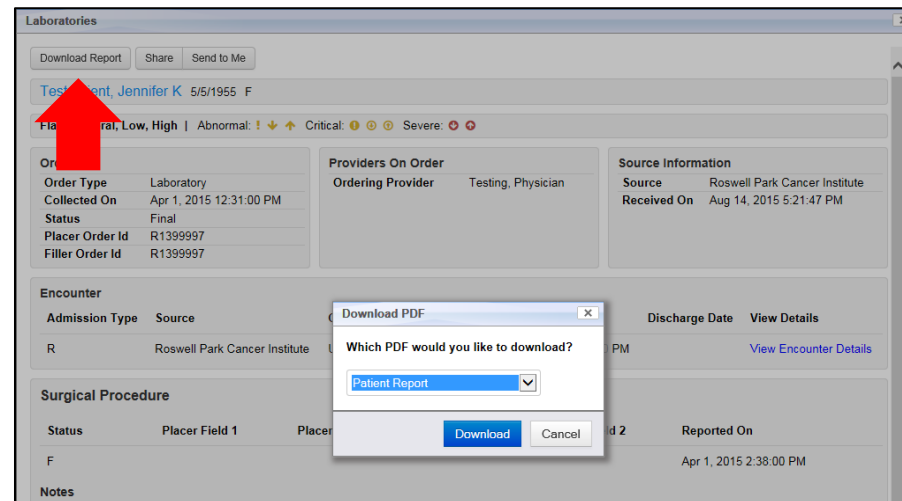 Laboratories
Download Report Share Send to Me
Jennifer K 5/5/1955 F
Low, High | Abnormal: Critical: Severe:
Providers On Order Source Information
Order Type Laboratory Ordering Provider Testing, Physician Source Roswell Park Cancer Institute
Collected On Apr 1, 2015 12:31:00 PM Received On Aug 14, 2015 5:21:47 PM
Status Final
Placer Order Id R1399997
Filler Order Id R1399997
Encounter
Download PDF
Admission Type Source Discharge Date View Details
Which PDF would you like to download?
R Roswell Park Cancer Institute PM View Encounter Details
Patient Report
Surgical Procedure
Download Cancel
Status Placer Field 1 2 Reported On
F Apr 1, 2015 2:38:00 PM
Notes